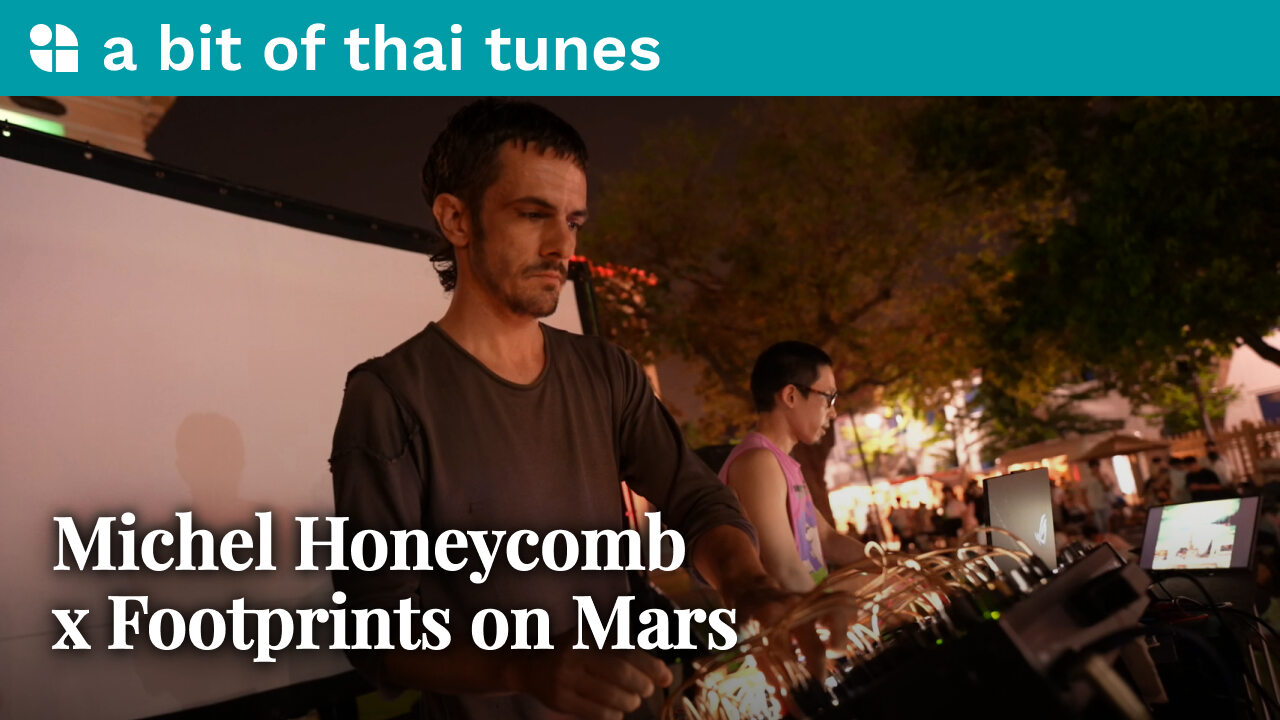 a bit of thai tunes
Michel Honeycomb
x Footprints on Mars